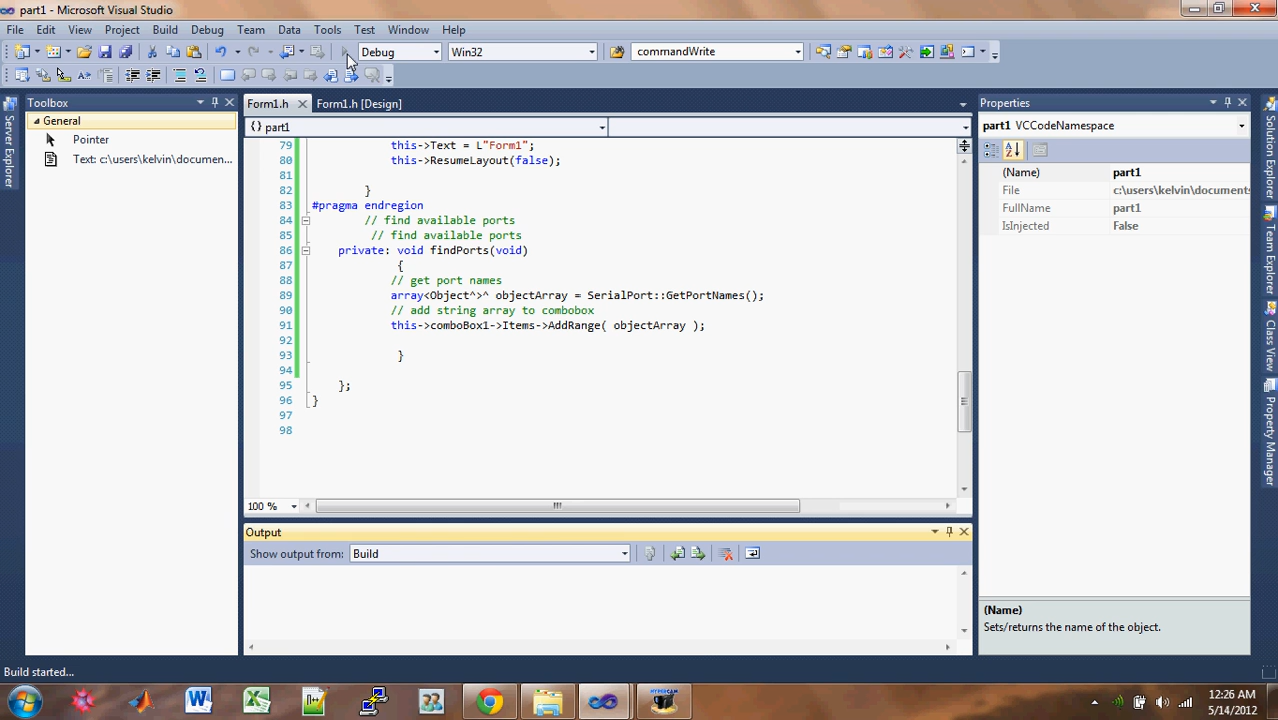 part1 - Microsoft Visual Studio
File Edit View Project Build Debug Team Data Tools Test Window Help
Debug Win32 commandWrite
Toolbox
General
Pointer
Text: c:\users\kelvin\documen...
Server Explorer
Form1.h Form1.h [Design]
{} part1
79 this->Text = L"Form1";
80 this->ResumeLayout(false);
81
82 }
83 #pragma endregion
84 // find available ports
85 // find available ports
86 private: void findPorts(void)
87 {
88 // get port names
89 array<Object^>^ objectArray = SerialPort::GetPortNames();
90 // add string array to combobox
91 this->comboBox1->Items->AddRange( objectArray );
92
93 }
94
95 };
96 }
97
98
100 %
Output
Show output from: Build
Properties
part1 VCCodeNamespace
(Name) part1
File c:\users\kelvin\documents
FullName part1
IsInjected False
(Name)
Sets/returns the name of the object.
Solution Explorer
Team Explorer
Class View
Property Manager
Build started...
HYPERCAM
12:26 AM
5/14/2012